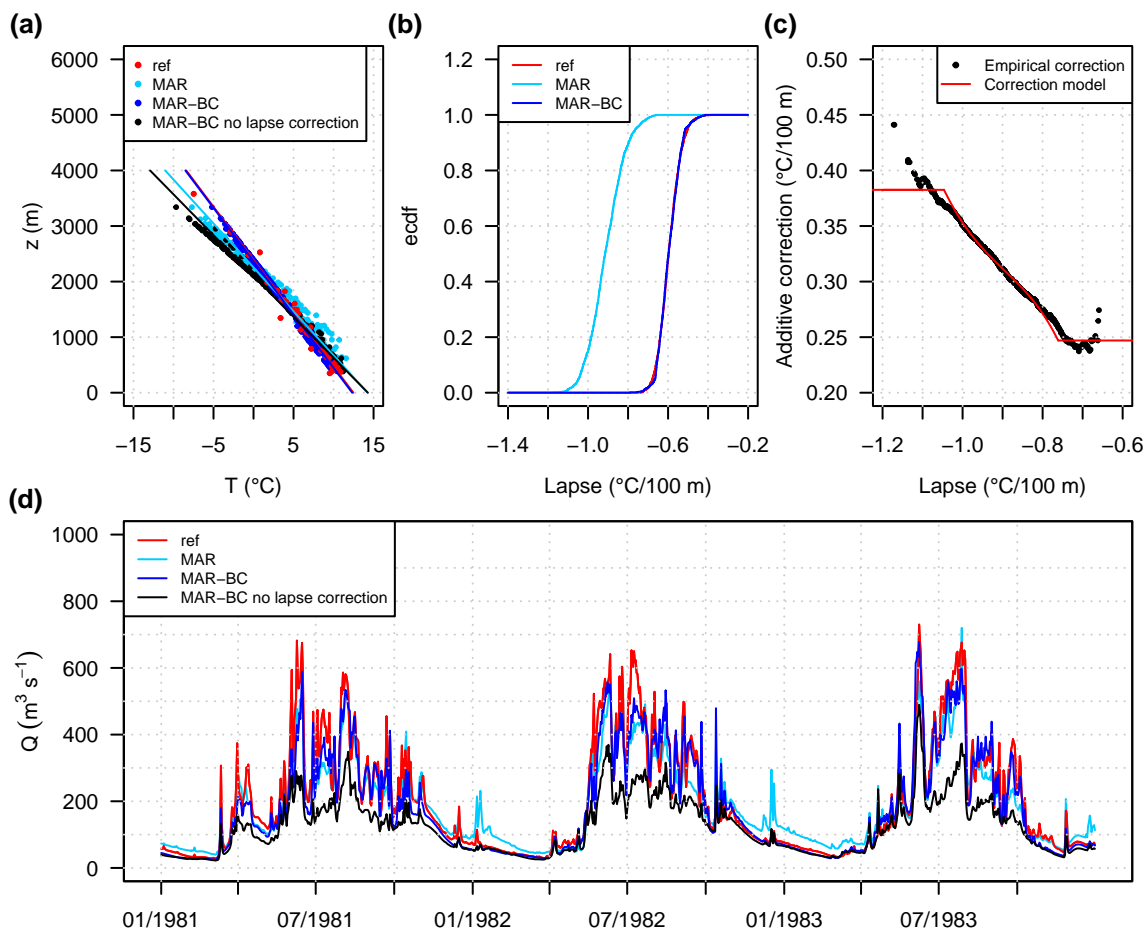 (a)
ref
MAR
MAR−BC
MAR−BC no lapse correction
z (m)
6000
5000
4000
3000
2000
1000
0
−15
−5
5
15
T (°C)
(b)
ref
MAR
MAR−BC
ecdf
1.2
1.0
0.8
0.6
0.4
0.2
0.0
−1.4
−1.0
−0.6
−0.2
Lapse (°C/100 m)
(c)
Empirical correction
Correction model
Additive correction (°C/100 m)
0.50
0.45
0.40
0.35
0.30
0.25
0.20
−1.2
−1.0
−0.8
−0.6
Lapse (°C/100 m)
(d)
ref
MAR
MAR−BC
MAR−BC no lapse correction
Q (m³ s⁻¹)
1000
800
600
400
200
0
01/1981
07/1981
01/1982
07/1982
01/1983
07/1983